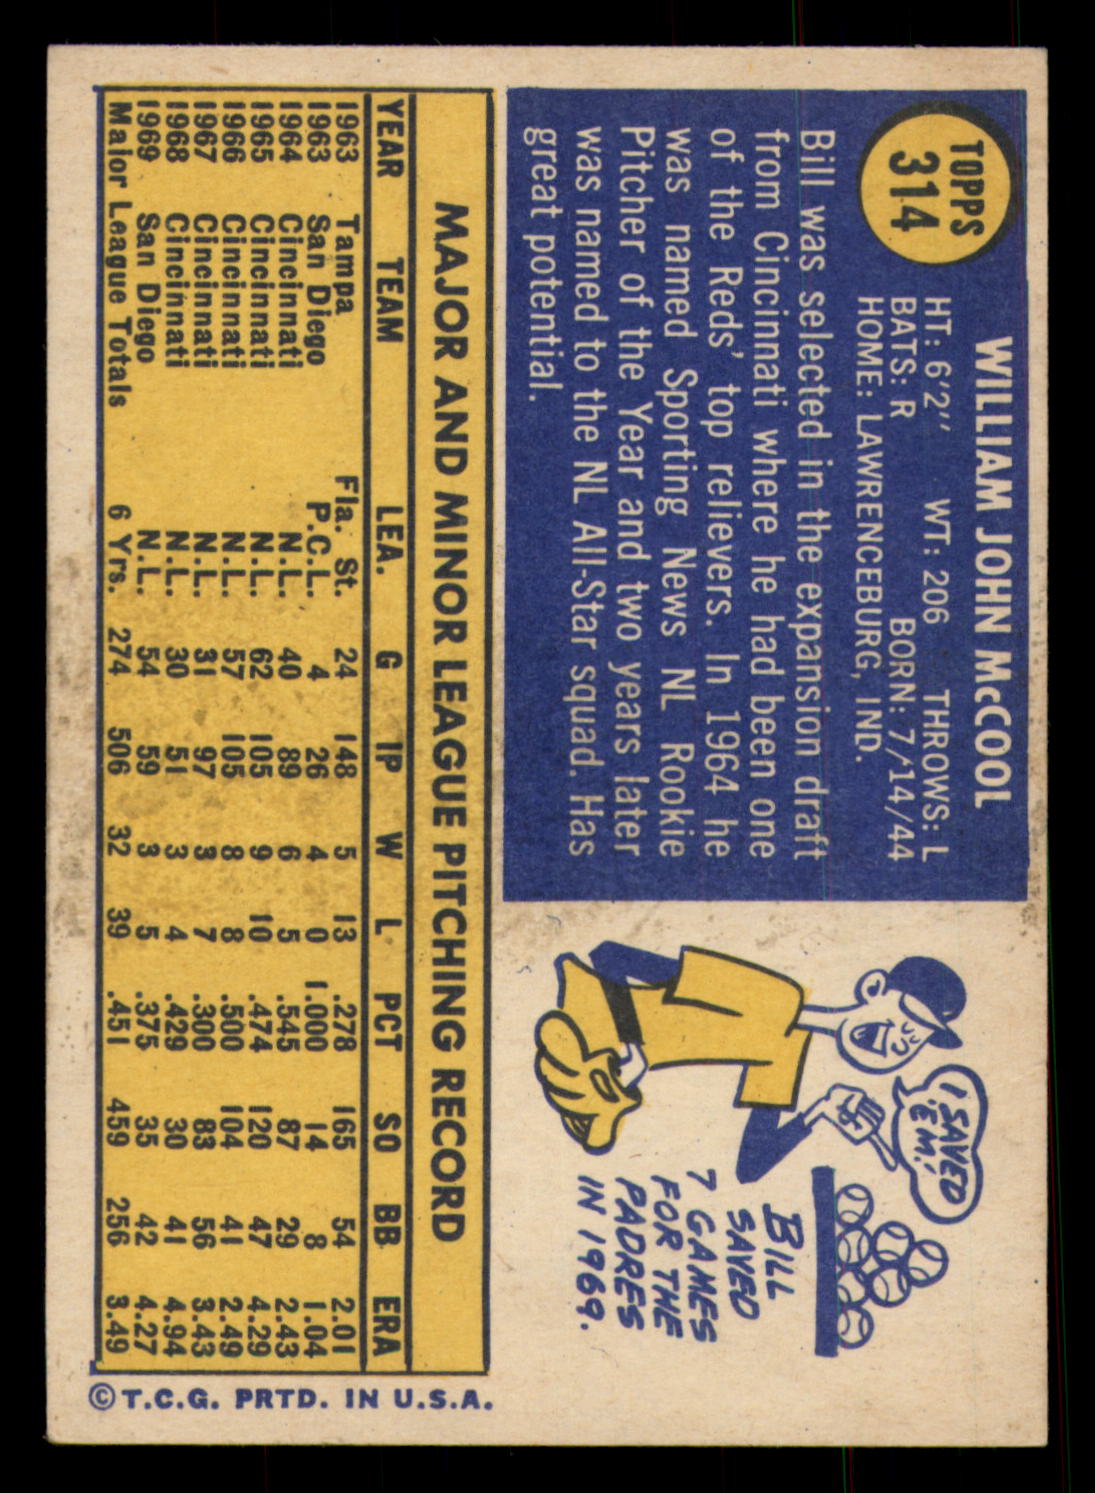 TOPPS
314
WILLIAM JOHN McCOOL
HT: 6'2" WT: 206 THROWS: L
BATS: R BORN: 7/14/44
HOME: LAWRENCEBURG, IND.
Bill was selected in the expansion draft
from Cincinnati where he had been one
of the Reds' top relievers. In 1964 he
was named Sporting News NL Rookie
Pitcher of the Year and two years later
was named to the NL All-Star squad. Has
great potential.
I SAVED
'EM!
BILL
SAVED
7 GAMES
FOR THE
PADRES
IN 1969.
MAJOR AND MINOR LEAGUE PITCHING RECORD
YEAR TEAM LEA. G IP W L PCT SO BB ERA
1963 Tampa Fla. St. 24 148 5 13 .278 165 54 2.01
1963 San Diego P.C.L. 4 26 4 0 1.000 14 8 1.04
1964 Cincinnati N.L. 40 89 6 5 .545 87 29 2.43
1965 Cincinnati N.L. 62 105 9 10 .474 120 47 4.29
1966 Cincinnati N.L. 57 105 8 8 .500 104 41 2.49
1967 Cincinnati N.L. 31 97 3 7 .300 83 56 3.43
1968 Cincinnati N.L. 30 51 3 4 .429 30 41 4.94
1969 San Diego N.L. 54 59 3 5 .375 35 42 4.27
Major League Totals 6 Yrs. 274 506 32 39 .451 459 256 3.49
© T.C.G. PRTD. IN U.S.A.